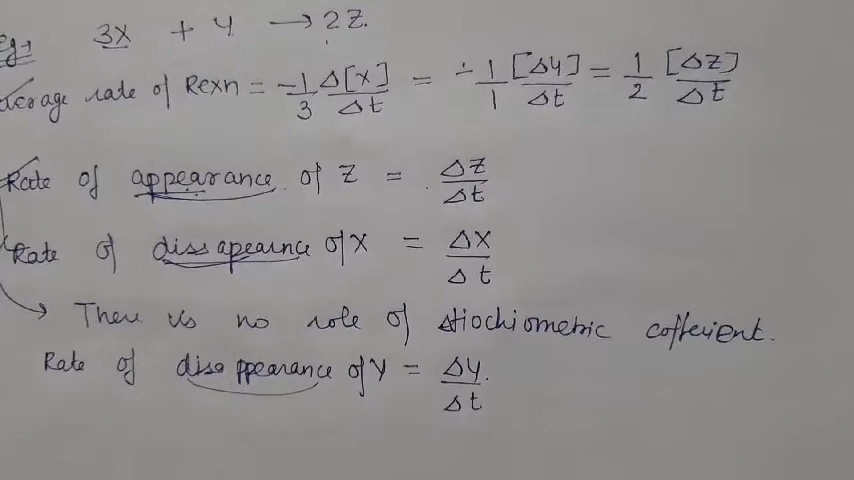 Eg:- 3X + Y → 2Z.
Average rate of Rexn = -1/3 Δ[X]/Δt = -1/1 [ΔY]/Δt = 1/2 [ΔZ]/Δt
Rate of appearance of Z = ΔZ/Δt
Rate of dissapearnce of X = ΔX/Δt
→ There is no role of stiochiometric cofficient.
Rate of disappearance of Y = ΔY/Δt